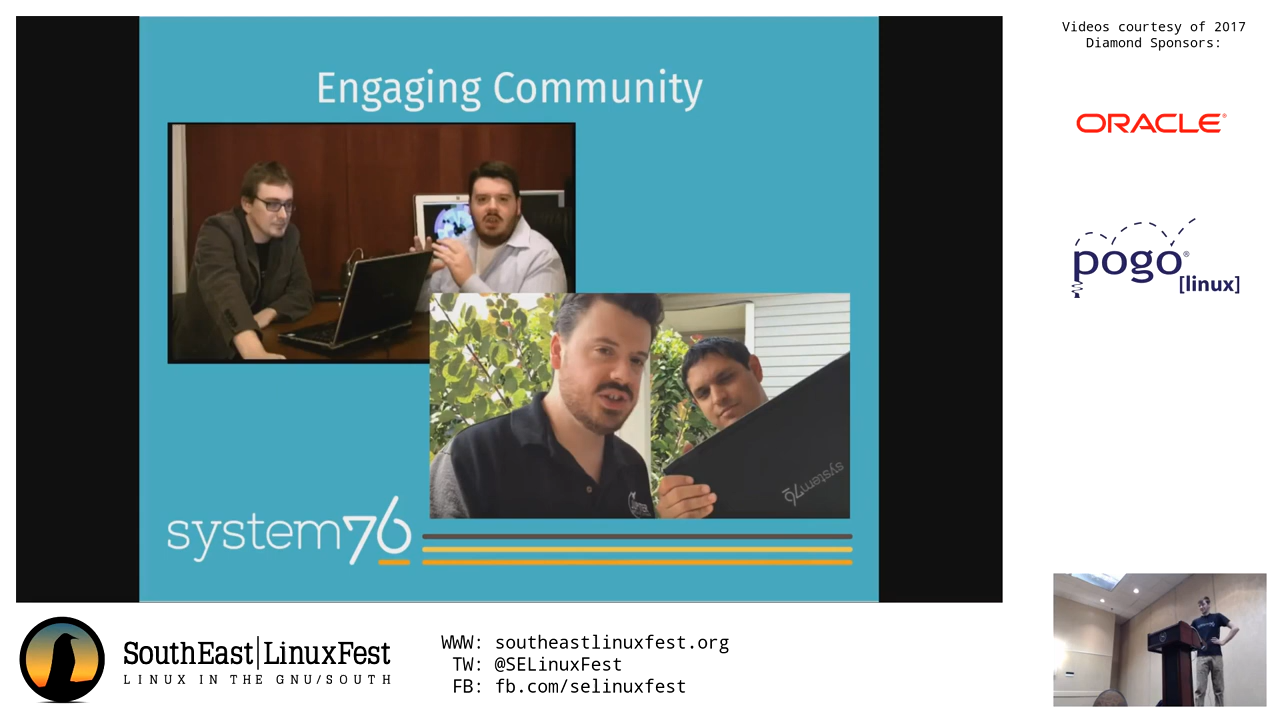 Engaging Community
system76
system76
Videos courtesy of 2017
Diamond Sponsors:
ORACLE®
pogo®
[linux]
SouthEast|LinuxFest
LINUX IN THE GNU/SOUTH
WWW: southeastlinuxfest.org
TW: @SELinuxFest
FB: fb.com/selinuxfest